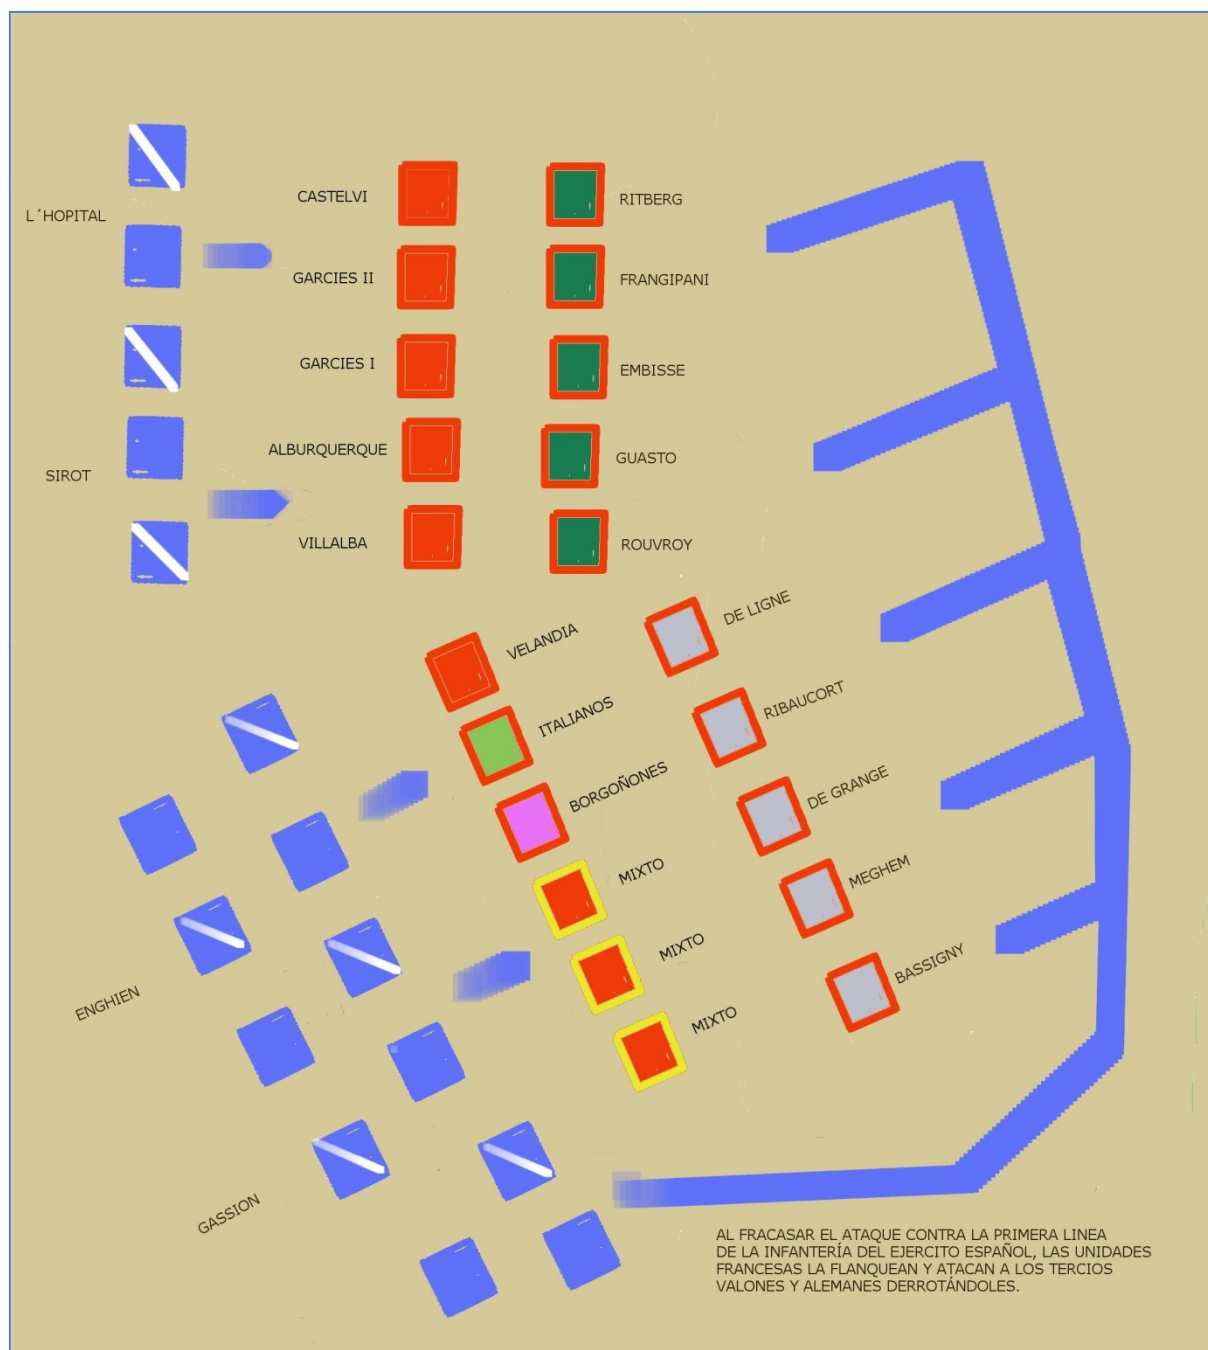 L´HOPITAL
CASTELVI
RITBERG
GARCIES II
FRANGIPANI
GARCIES I
EMBISSE
ALBURQUERQUE
GUASTO
SIROT
VILLALBA
ROUVROY
DE LIGNE
VELANDIA
RIBAUCORT
ITALIANOS
BORGOÑONES
DE GRANGE
MIXTO
MEGHEM
MIXTO
BASSIGNY
ENGHIEN
MIXTO
GASSION
AL FRACASAR EL ATAQUE CONTRA LA PRIMERA LINEA
DE LA INFANTERÍA DEL EJERCITO ESPAÑOL, LAS UNIDADES
FRANCESAS LA FLANQUEAN Y ATACAN A LOS TERCIOS
VALONES Y ALEMANES DERROTÁNDOLES.